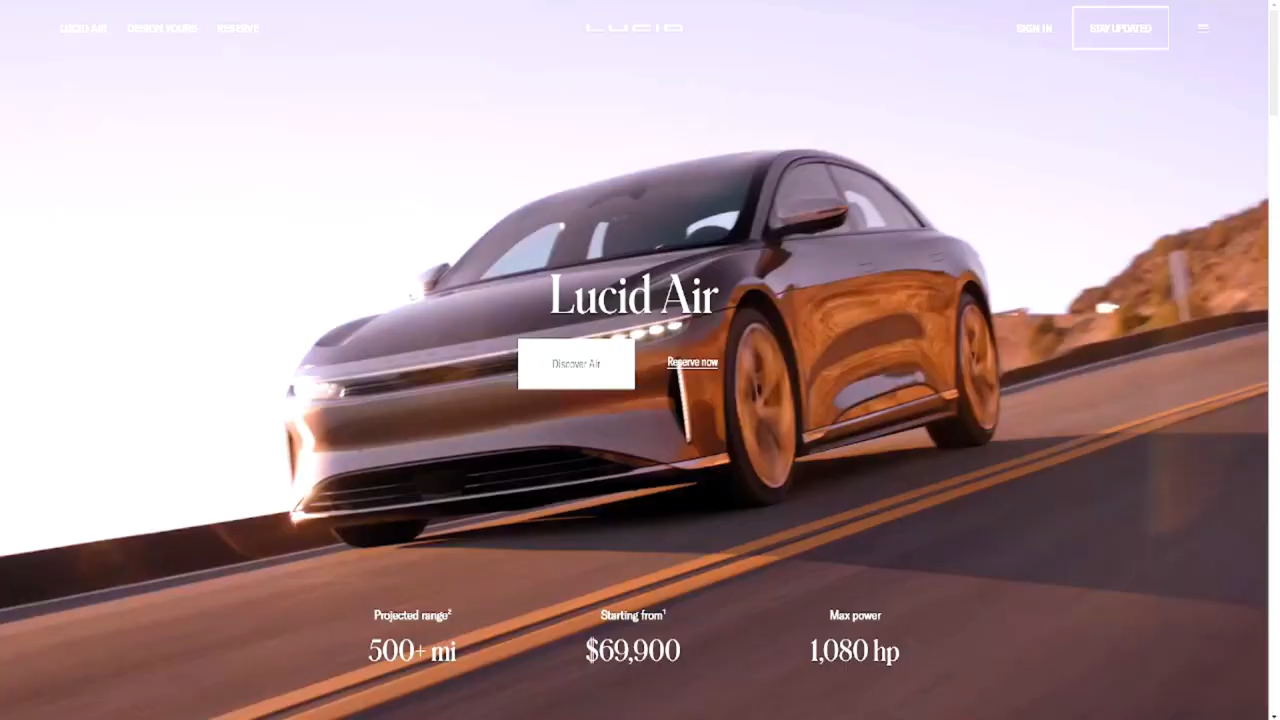 LUCID AIR DESIGN YOURS RESERVE LUCID SIGN IN STAY UPDATED
Lucid Air
Discover Air Reserve now
Projected range² Starting from¹ Max power
500+ mi $69,900 1,080 hp